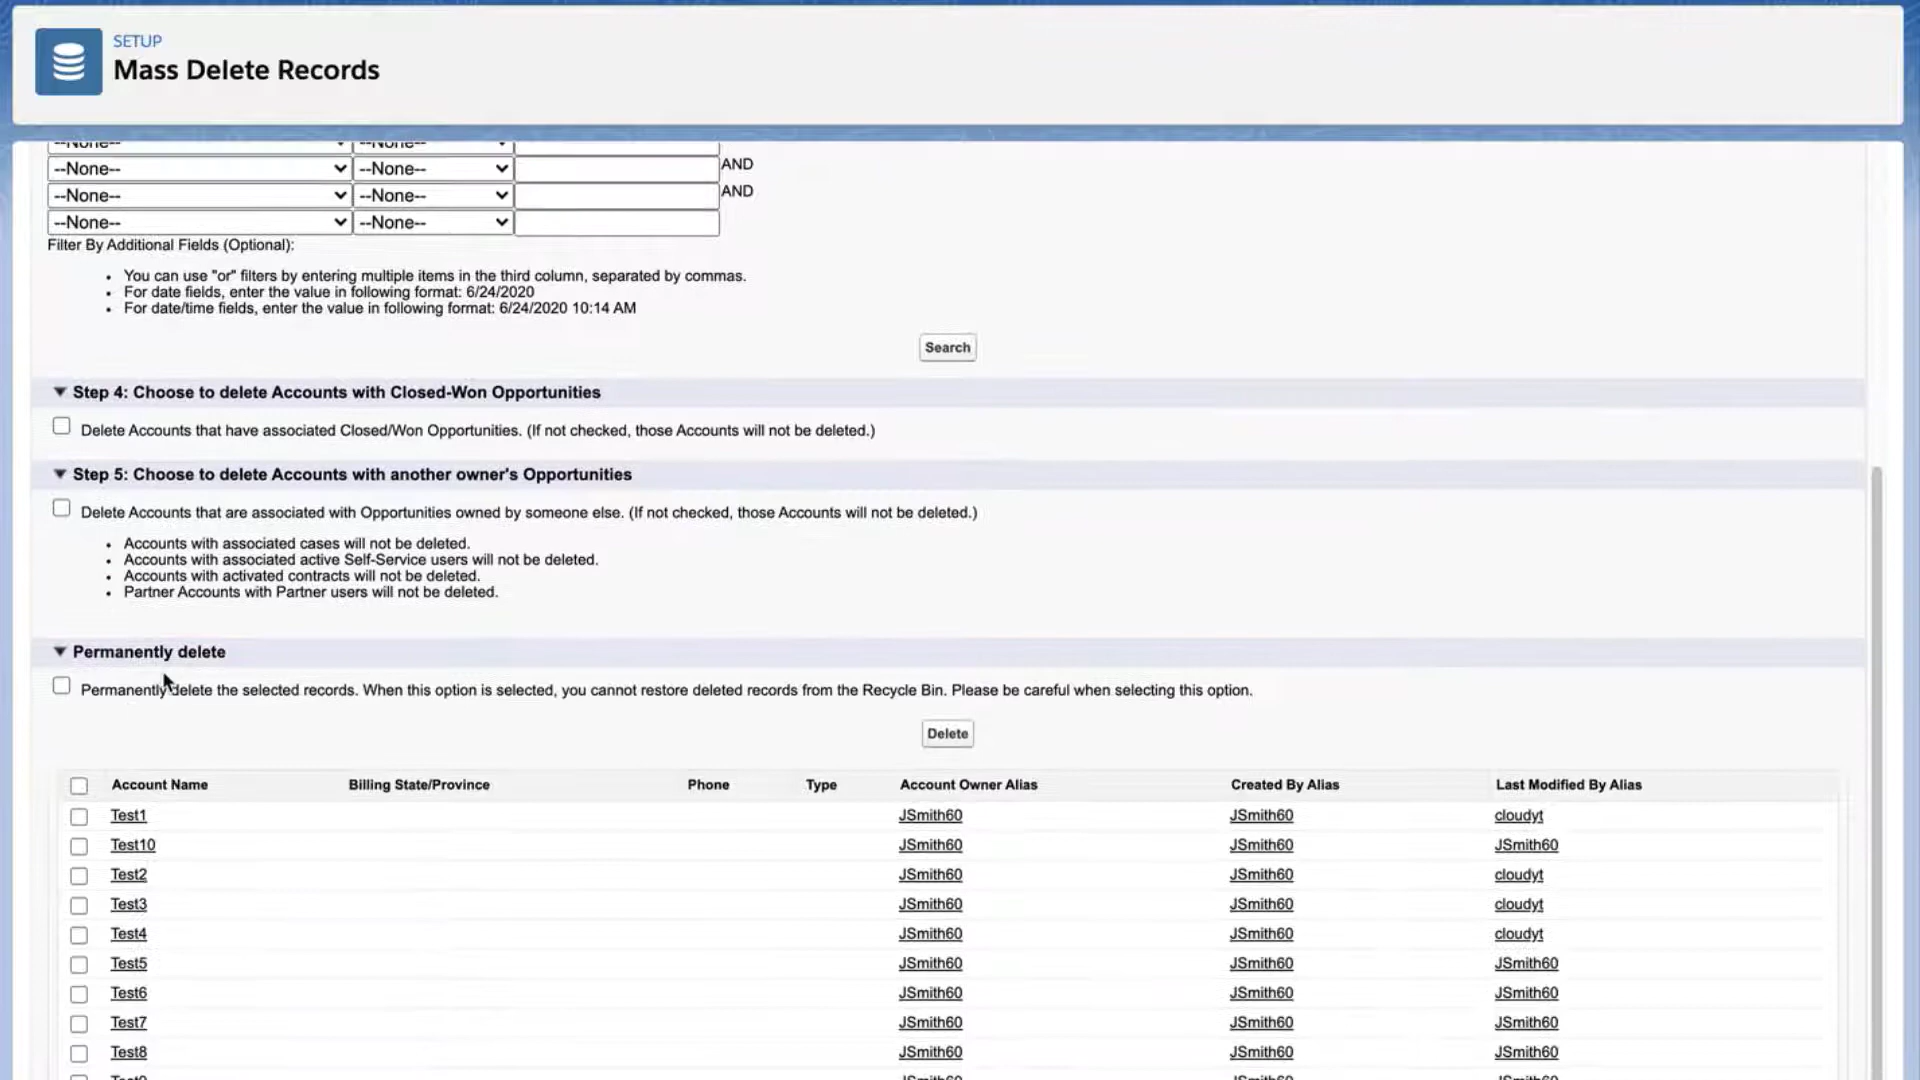 SETUP
Mass Delete Records
--None-- --None--
--None-- --None-- AND
--None-- --None-- AND
--None-- --None--
Filter By Additional Fields (Optional):
• You can use "or" filters by entering multiple items in the third column, separated by commas.
• For date fields, enter the value in following format: 6/24/2020
• For date/time fields, enter the value in following format: 6/24/2020 10:14 AM
Search
Step 4: Choose to delete Accounts with Closed-Won Opportunities
Delete Accounts that have associated Closed/Won Opportunities. (If not checked, those Accounts will not be deleted.)
Step 5: Choose to delete Accounts with another owner's Opportunities
Delete Accounts that are associated with Opportunities owned by someone else. (If not checked, those Accounts will not be deleted.)
• Accounts with associated cases will not be deleted.
• Accounts with associated active Self-Service users will not be deleted.
• Accounts with activated contracts will not be deleted.
• Partner Accounts with Partner users will not be deleted.
Permanently delete
Permanently delete the selected records. When this option is selected, you cannot restore deleted records from the Recycle Bin. Please be careful when selecting this option.
Delete
Account Name Billing State/Province Phone Type Account Owner Alias Created By Alias Last Modified By Alias
Test1 JSmith60 JSmith60 cloudyt
Test10 JSmith60 JSmith60 JSmith60
Test2 JSmith60 JSmith60 cloudyt
Test3 JSmith60 JSmith60 cloudyt
Test4 JSmith60 JSmith60 cloudyt
Test5 JSmith60 JSmith60 JSmith60
Test6 JSmith60 JSmith60 JSmith60
Test7 JSmith60 JSmith60 JSmith60
Test8 JSmith60 JSmith60 JSmith60